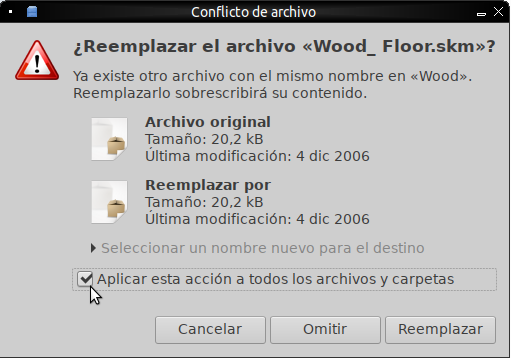 Conflicto de archivo
¿Reemplazar el archivo «Wood_ Floor.skm»?
Ya existe otro archivo con el mismo nombre en «Wood».
Reemplazarlo sobrescribirá su contenido.
Archivo original
Tamaño: 20,2 kB
Última modificación: 4 dic 2006
Reemplazar por
Tamaño: 20,2 kB
Última modificación: 4 dic 2006
Seleccionar un nombre nuevo para el destino
Aplicar esta acción a todos los archivos y carpetas
Cancelar Omitir Reemplazar